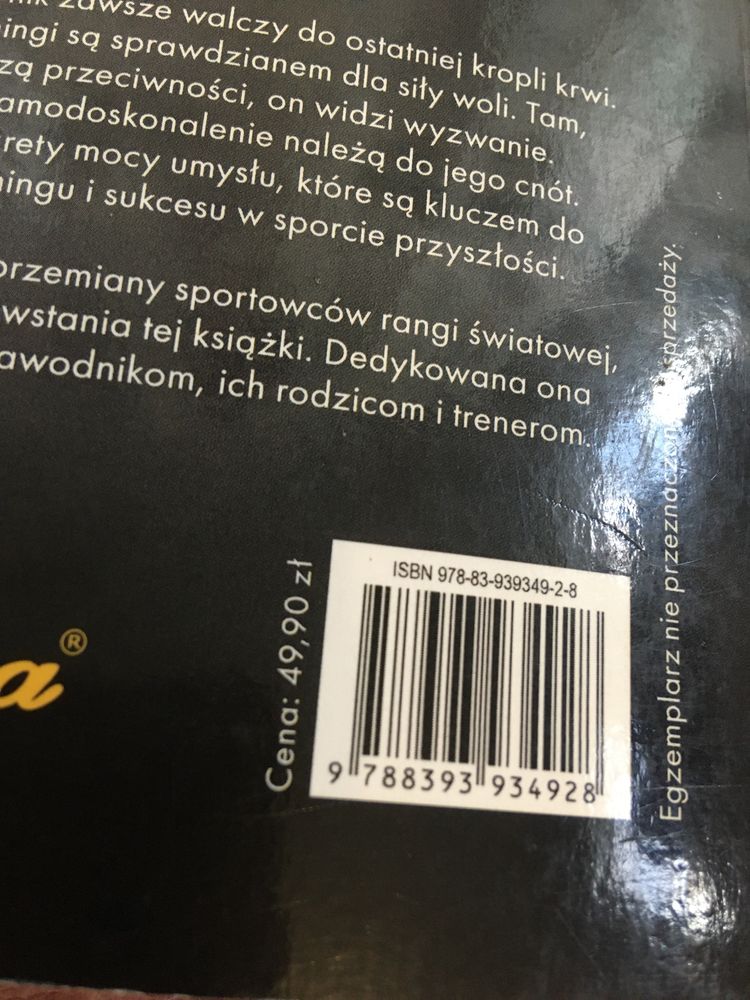 zawsze walczy do ostatniej kropli krwi.
ingi są sprawdzianem dla siły woli. Tam,
zą przeciwności, on widzi wyzwanie.
amodoskonalenie należą do jego cnót.
rety mocy umysłu, które są kluczem do
ingu i sukcesu w sporcie przyszłości.
przemiany sportowców rangi światowej,
wstania tej książki. Dedykowana ona
awodnikom, ich rodzicom i trenerom.
a®
Cena: 49,90 zł
ISBN 978-83-939349-2-8
9 788393 934928
Egzemplarz nie przeznaczon sprzedaży.